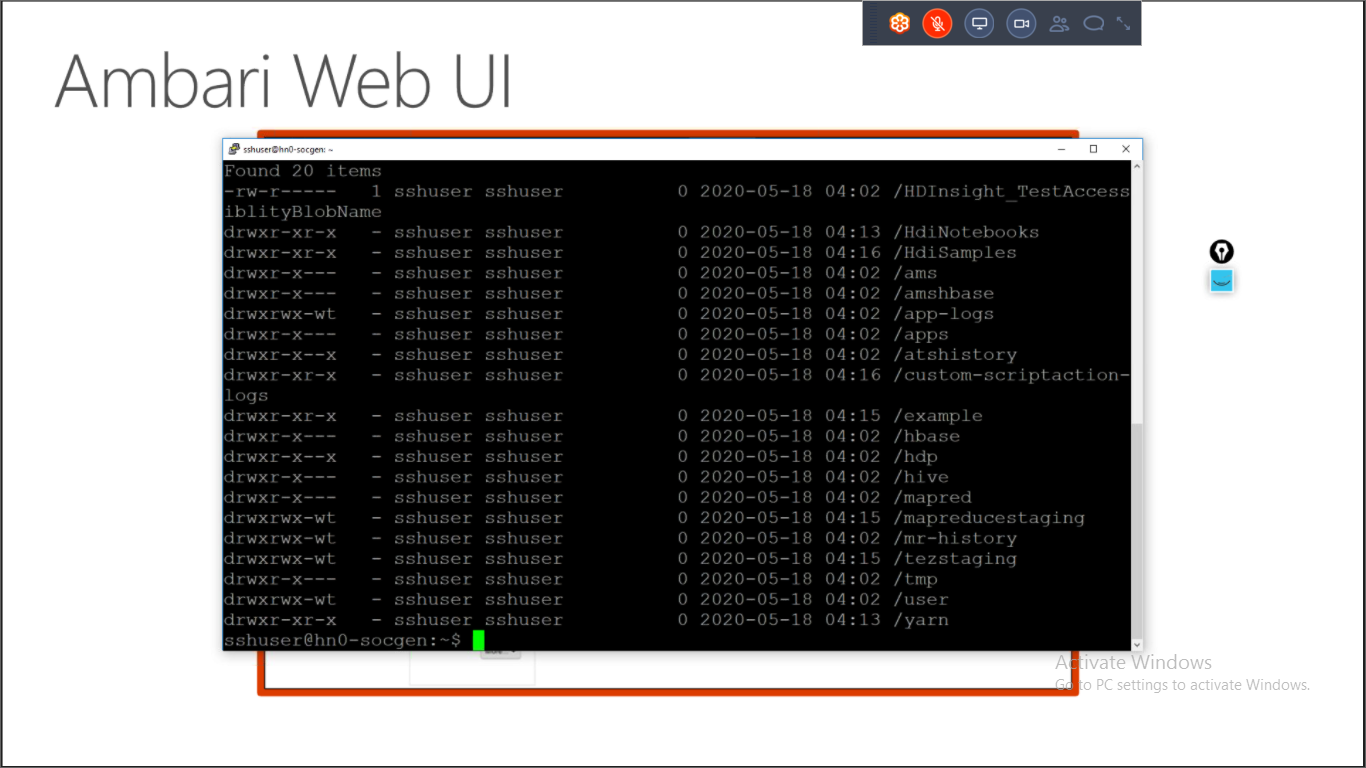 Ambari Web UI
sshuser@hn0-socgen: ~
Found 20 items
-rw-r-----   1 sshuser sshuser          0 2020-05-18 04:02 /HDInsight_TestAccess
iblityBlobName
drwxr-xr-x   - sshuser sshuser          0 2020-05-18 04:13 /HdiNotebooks
drwxr-xr-x   - sshuser sshuser          0 2020-05-18 04:16 /HdiSamples
drwxr-x---   - sshuser sshuser          0 2020-05-18 04:02 /ams
drwxr-x---   - sshuser sshuser          0 2020-05-18 04:02 /amshbase
drwxrwx-wt   - sshuser sshuser          0 2020-05-18 04:02 /app-logs
drwxr-x---   - sshuser sshuser          0 2020-05-18 04:02 /apps
drwxr-x--x   - sshuser sshuser          0 2020-05-18 04:02 /atshistory
drwxr-xr-x   - sshuser sshuser          0 2020-05-18 04:16 /custom-scriptaction-
logs
drwxr-xr-x   - sshuser sshuser          0 2020-05-18 04:15 /example
drwxr-x---   - sshuser sshuser          0 2020-05-18 04:02 /hbase
drwxr-x--x   - sshuser sshuser          0 2020-05-18 04:02 /hdp
drwxr-x---   - sshuser sshuser          0 2020-05-18 04:02 /hive
drwxr-x---   - sshuser sshuser          0 2020-05-18 04:02 /mapred
drwxrwx-wt   - sshuser sshuser          0 2020-05-18 04:15 /mapreducestaging
drwxrwx-wt   - sshuser sshuser          0 2020-05-18 04:02 /mr-history
drwxrwx-wt   - sshuser sshuser          0 2020-05-18 04:15 /tezstaging
drwxr-x---   - sshuser sshuser          0 2020-05-18 04:02 /tmp
drwxrwx-wt   - sshuser sshuser          0 2020-05-18 04:02 /user
drwxr-xr-x   - sshuser sshuser          0 2020-05-18 04:13 /yarn
sshuser@hn0-socgen:~$
Activate Windows
Go to PC settings to activate Windows.